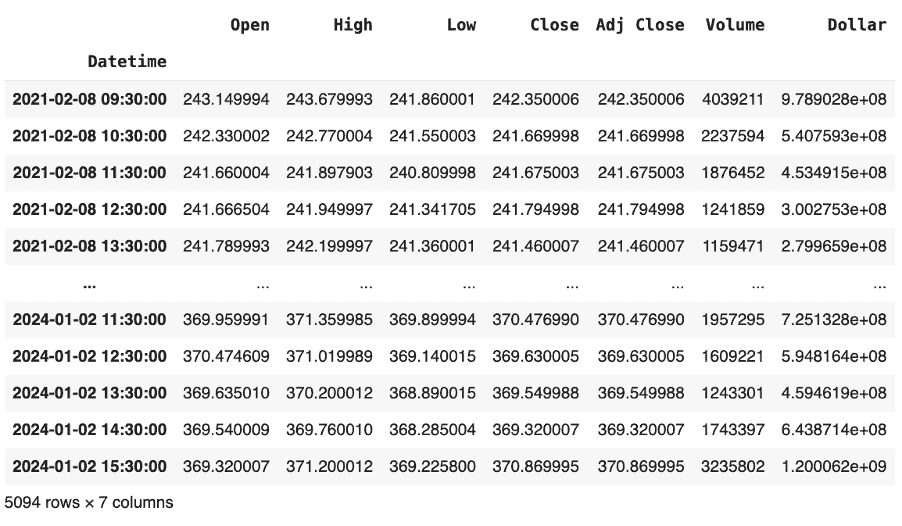 Open High Low Close Adj Close Volume Dollar
Datetime
2021-02-08 09:30:00 243.149994 243.679993 241.860001 242.350006 242.350006 4039211 9.789028e+08
2021-02-08 10:30:00 242.330002 242.770004 241.550003 241.669998 241.669998 2237594 5.407593e+08
2021-02-08 11:30:00 241.660004 241.897903 240.809998 241.675003 241.675003 1876452 4.534915e+08
2021-02-08 12:30:00 241.666504 241.949997 241.341705 241.794998 241.794998 1241859 3.002753e+08
2021-02-08 13:30:00 241.789993 242.199997 241.360001 241.460007 241.460007 1159471 2.799659e+08
... ... ... ... ... ... ... ...
2024-01-02 11:30:00 369.959991 371.359985 369.899994 370.476990 370.476990 1957295 7.251328e+08
2024-01-02 12:30:00 370.474609 371.019989 369.140015 369.630005 369.630005 1609221 5.948164e+08
2024-01-02 13:30:00 369.635010 370.200012 368.890015 369.549988 369.549988 1243301 4.594619e+08
2024-01-02 14:30:00 369.540009 369.760010 368.285004 369.320007 369.320007 1743397 6.438714e+08
2024-01-02 15:30:00 369.320007 371.200012 369.225800 370.869995 370.869995 3235802 1.200062e+09
5094 rows × 7 columns